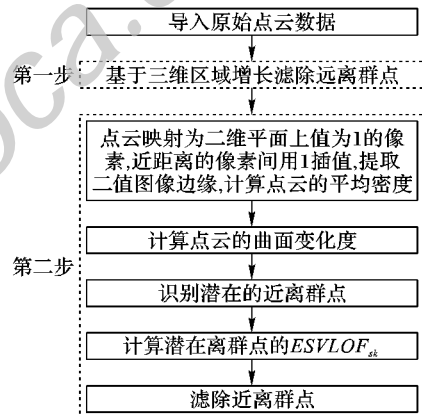 导入原始点云数据
第一步
基于三维区域增长滤除远离群点
点云映射为二维平面上值为1的像
素,近距离的像素间用1插值,提取
二值图像边缘,计算点云的平均密度
计算点云的曲面变化度
第二步
识别潜在的近离群点
计算潜在离群点的ESVLOFsk
滤除近离群点